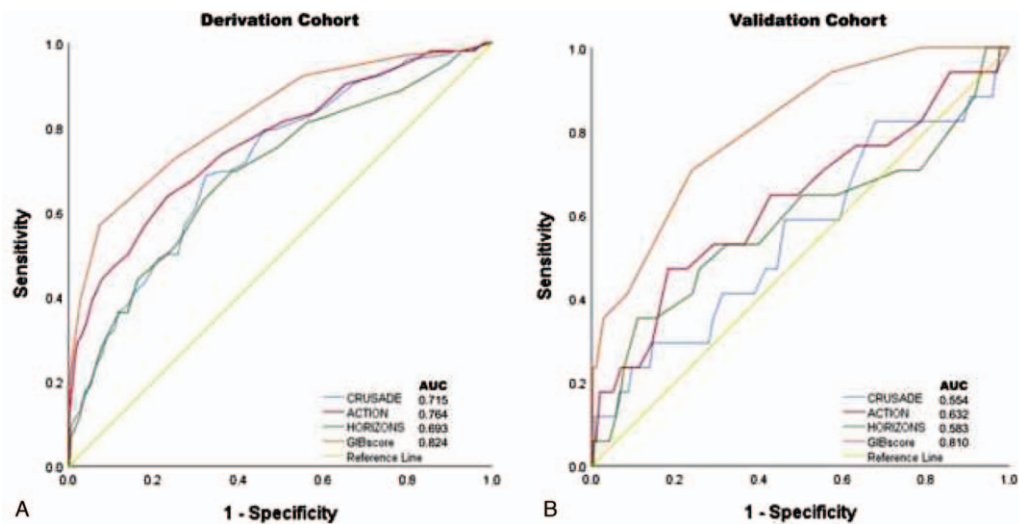 Derivation Cohort
1.0
0.8
0.6
0.4
0.2
0.0
Sensitivity
0.0 0.2 0.4 0.6 0.8 1.0
1 - Specificity
AUC
CRUSADE 0.715
ACTION 0.764
HORIZONS 0.693
GIBscore 0.824
Reference Line
A
Validation Cohort
1.0
0.8
0.6
0.4
0.2
0.0
Sensitivity
0.0 0.2 0.4 0.6 0.8 1.0
1 - Specificity
AUC
CRUSADE 0.554
ACTION 0.632
HORIZONS 0.583
GIBscore 0.810
Reference Line
B